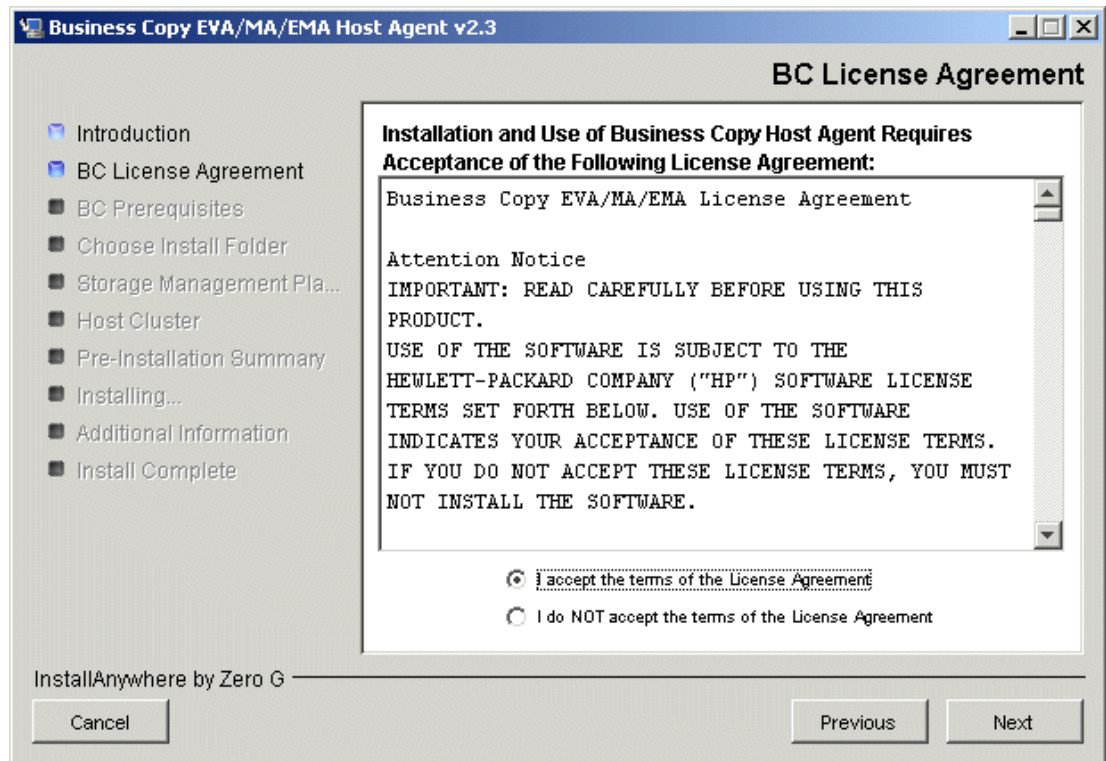 Business Copy EVA/MA/EMA Host Agent v2.3
BC License Agreement
Introduction
BC License Agreement
BC Prerequisites
Choose Install Folder
Storage Management Pla...
Host Cluster
Pre-Installation Summary
Installing...
Additional Information
Install Complete
Installation and Use of Business Copy Host Agent Requires
Acceptance of the Following License Agreement:
Business Copy EVA/MA/EMA License Agreement
Attention Notice
IMPORTANT: READ CAREFULLY BEFORE USING THIS
PRODUCT.
USE OF THE SOFTWARE IS SUBJECT TO THE
HEWLETT-PACKARD COMPANY ("HP") SOFTWARE LICENSE
TERMS SET FORTH BELOW. USE OF THE SOFTWARE
INDICATES YOUR ACCEPTANCE OF THESE LICENSE TERMS.
IF YOU DO NOT ACCEPT THESE LICENSE TERMS, YOU MUST
NOT INSTALL THE SOFTWARE.
I accept the terms of the License Agreement
I do NOT accept the terms of the License Agreement
InstallAnywhere by Zero G
Cancel
Previous
Next